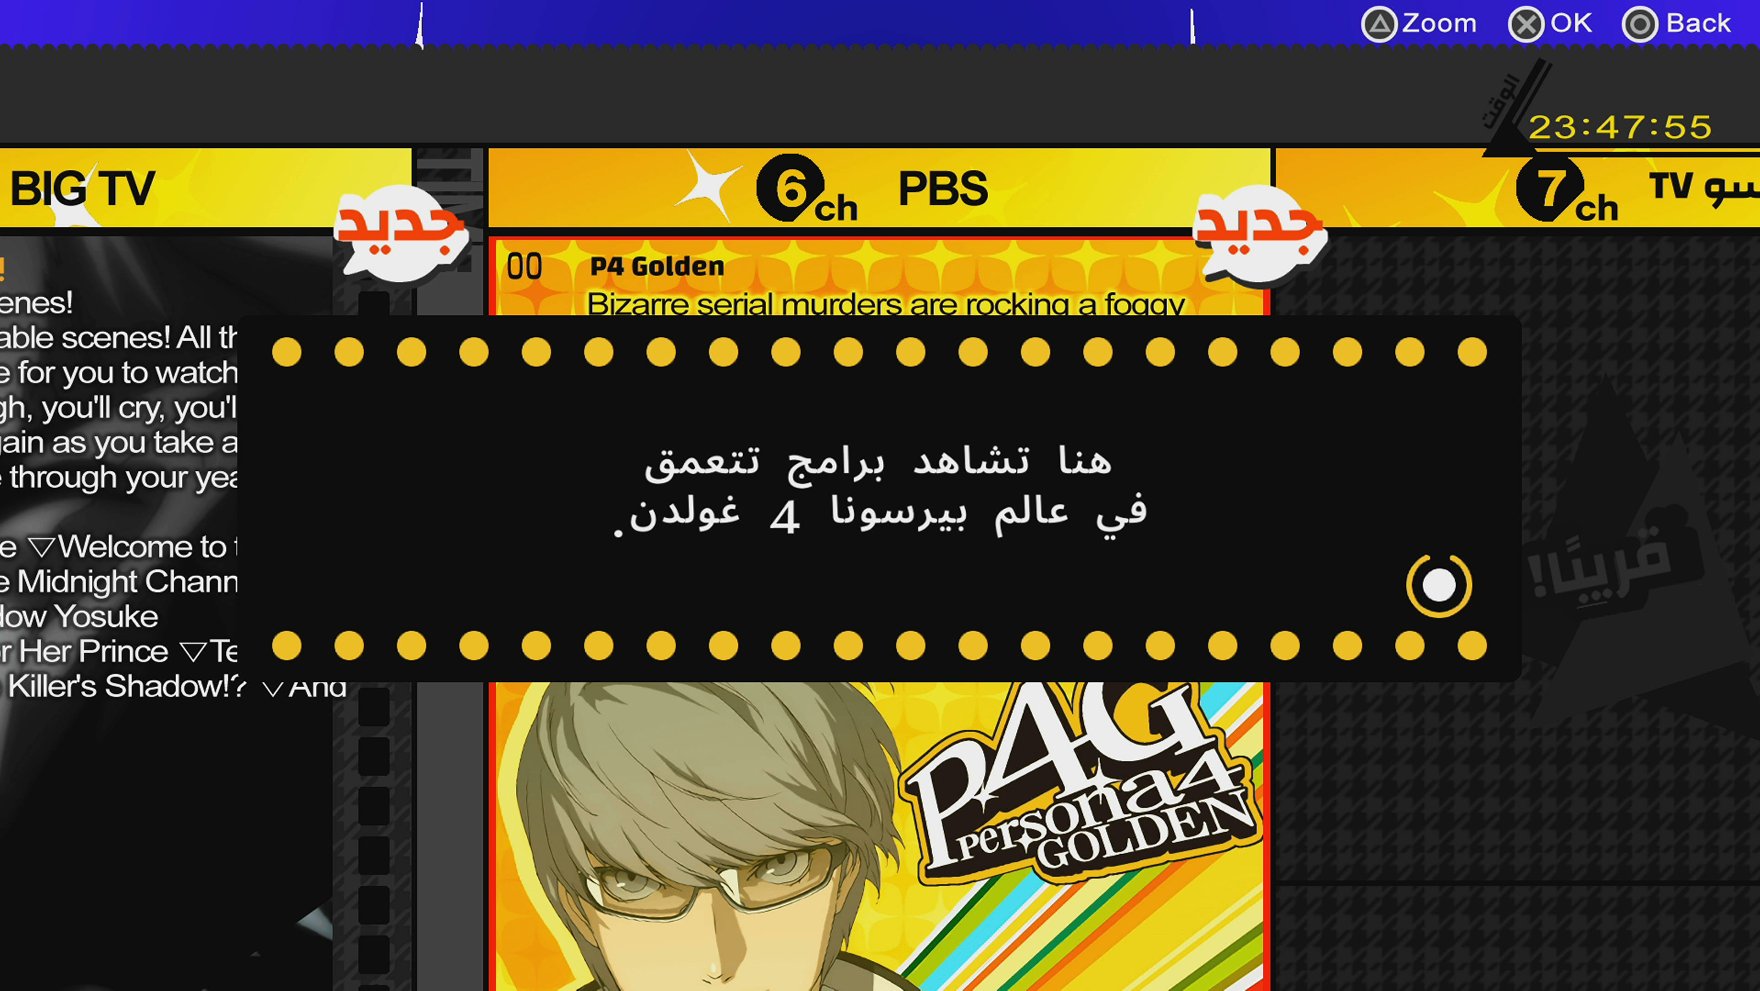 Zoom OK Back
الوقت
23:47:55
BIG TV
جديد
6ch PBS
جديد
7ch سو TV
!
enes!
able scenes! All th
e for you to watch
gh, you'll cry, you'l
gain as you take a
e through your yea
e ▽Welcome to t
e Midnight Chann
dow Yosuke
r Her Prince ▽Te
Killer's Shadow!? ▽And
00 P4 Golden
Bizarre serial murders are rocking a foggy
هنا تشاهد برامج تتعمق
في عالم بيرسونا 4 غولدن.
قريبًا!
P4G
Persona4
GOLDEN